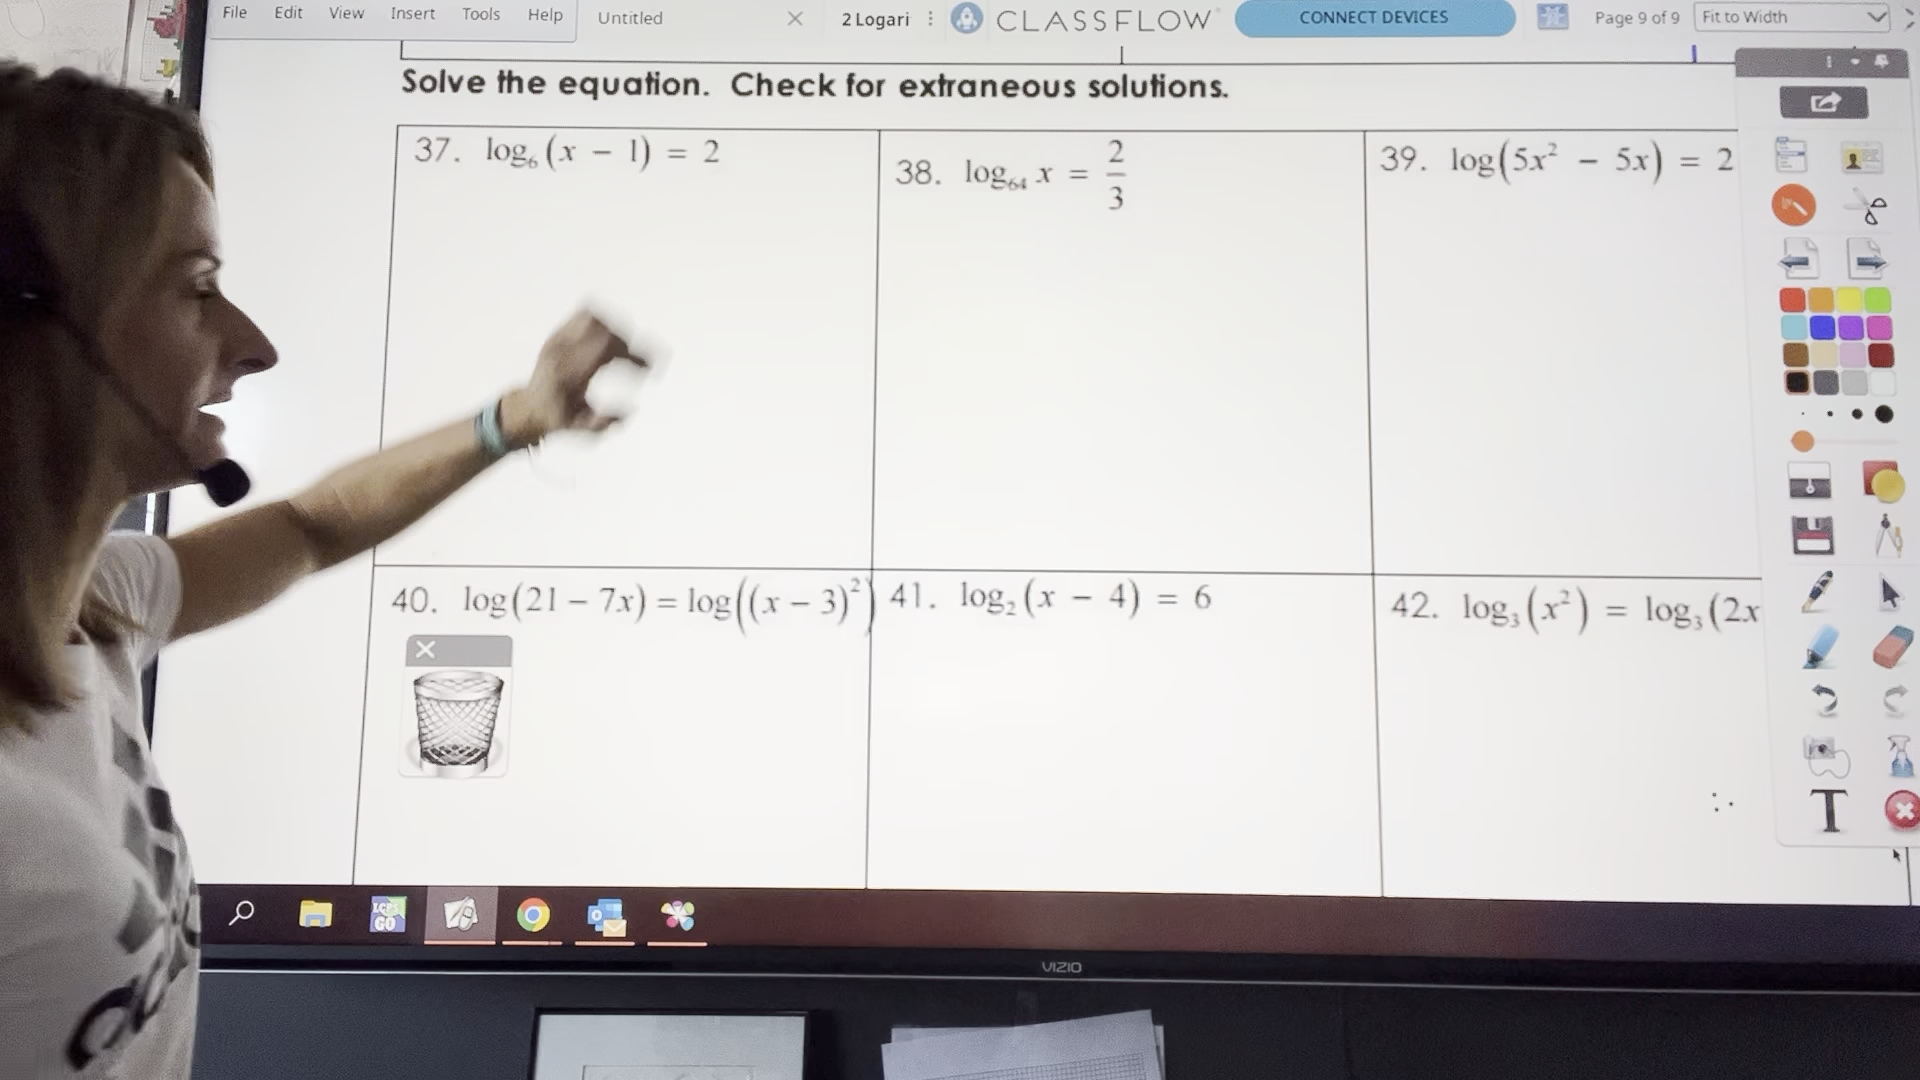 File Edit View Insert Tools Help Untitled 2 Logari CLASSFLOW CONNECT DEVICES Page 9 of 9 Fit to Width
Solve the equation. Check for extraneous solutions.
37. log₆(x − 1) = 2
38. log₆₄ x = 2/3
39. log(5x² − 5x) = 2
40. log(21 − 7x) = log((x − 3)²)
41. log₂(x − 4) = 6
42. log₃(x²) = log₃(2x
T
LCPS
GO
VIZIO